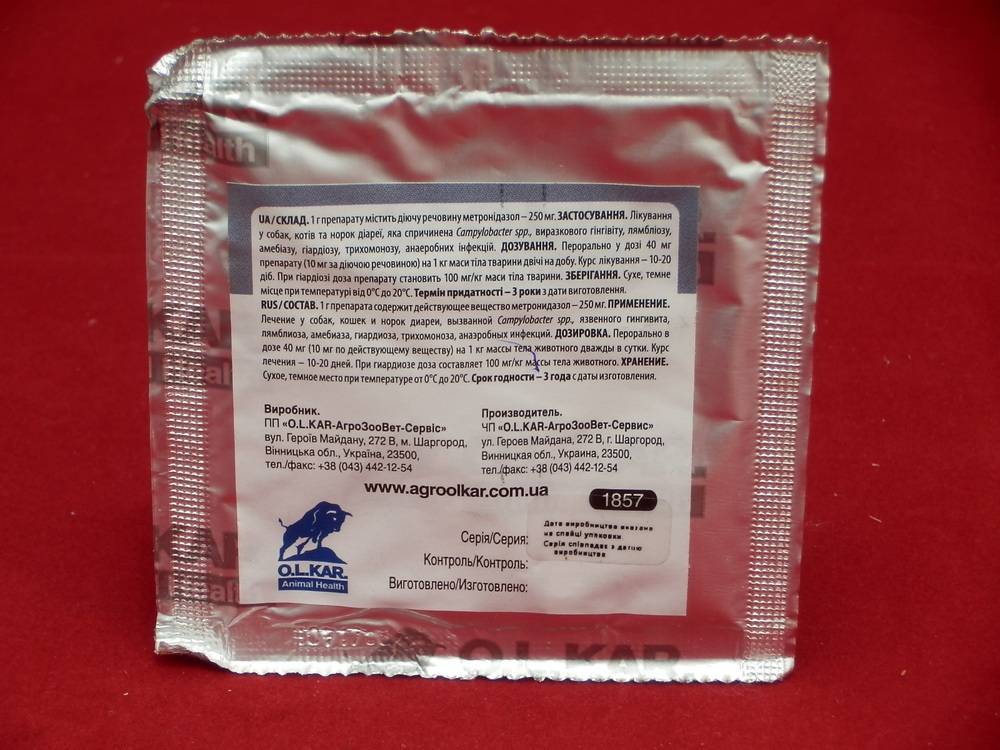 alth
UA / СКЛАД. 1 г препарату містить діючу речовину метронідазол – 250 мг. ЗАСТОСУВАННЯ. Лікування
у собак, котів та норок діареї, яка спричинена Campylobacter spp., виразкового гінгівіту, лямбліозу,
амебіазу, гіардіозу, трихомонозу, анаеробних інфекцій. ДОЗУВАННЯ. Перорально у дозі 40 мг
препарату (10 мг за діючою речовиною) на 1 кг маси тіла тварини двічі на добу. Курс лікування – 10-20
діб. При гіардіозі доза препарату становить 100 мг/кг маси тіла тварини. ЗБЕРІГАННЯ. Сухе, темне
місце при температурі від 0°С до 20°С. Термін придатності – 3 роки з дати виготовлення.
RUS / СОСТАВ. 1 г препарата содержит действующее вещество метронидазол – 250 мг. ПРИМЕНЕНИЕ.
Лечение у собак, кошек и норок диареи, вызванной Campylobacter spp., язвенного гингивита,
лямблиоза, амебиаза, гиардиоза, трихомоноза, анаэробных инфекций. ДОЗИРОВКА. Перорально в
дозе 40 мг (10 мг по действующему веществу) на 1 кг массы тела животного дважды в сутки. Курс
лечения – 10-20 дней. При гиардиозе доза составляет 100 мг/кг массы тела животного. ХРАНЕНИЕ.
Сухое, темное место при температуре от 0°С до 20°С. Срок годности – 3 года с даты изготовления.
Виробник.
ПП «O.L.KAR-АгроЗооВет-Сервіс»
вул. Героїв Майдану, 272 В, м. Шаргород,
Вінницька обл., Україна, 23500,
тел./факс: +38 (043) 442-12-54
Производитель.
ЧП «O.L.KAR-АгроЗооВет-Сервис»
ул. Героев Майдана, 272 В, г. Шаргород,
Винницкая обл., Украина, 23500,
тел./факс: +38 (043) 442-12-54
www.agroolkar.com.ua
1857
Дата виробництва вказана
на спайці упаковки
Серія співпадає з датою
виробництва
Серія/Серия:
Контроль/Контроль:
Виготовлено/Изготовлено:
O.L.KAR.
Animal Health
O.L.KAR